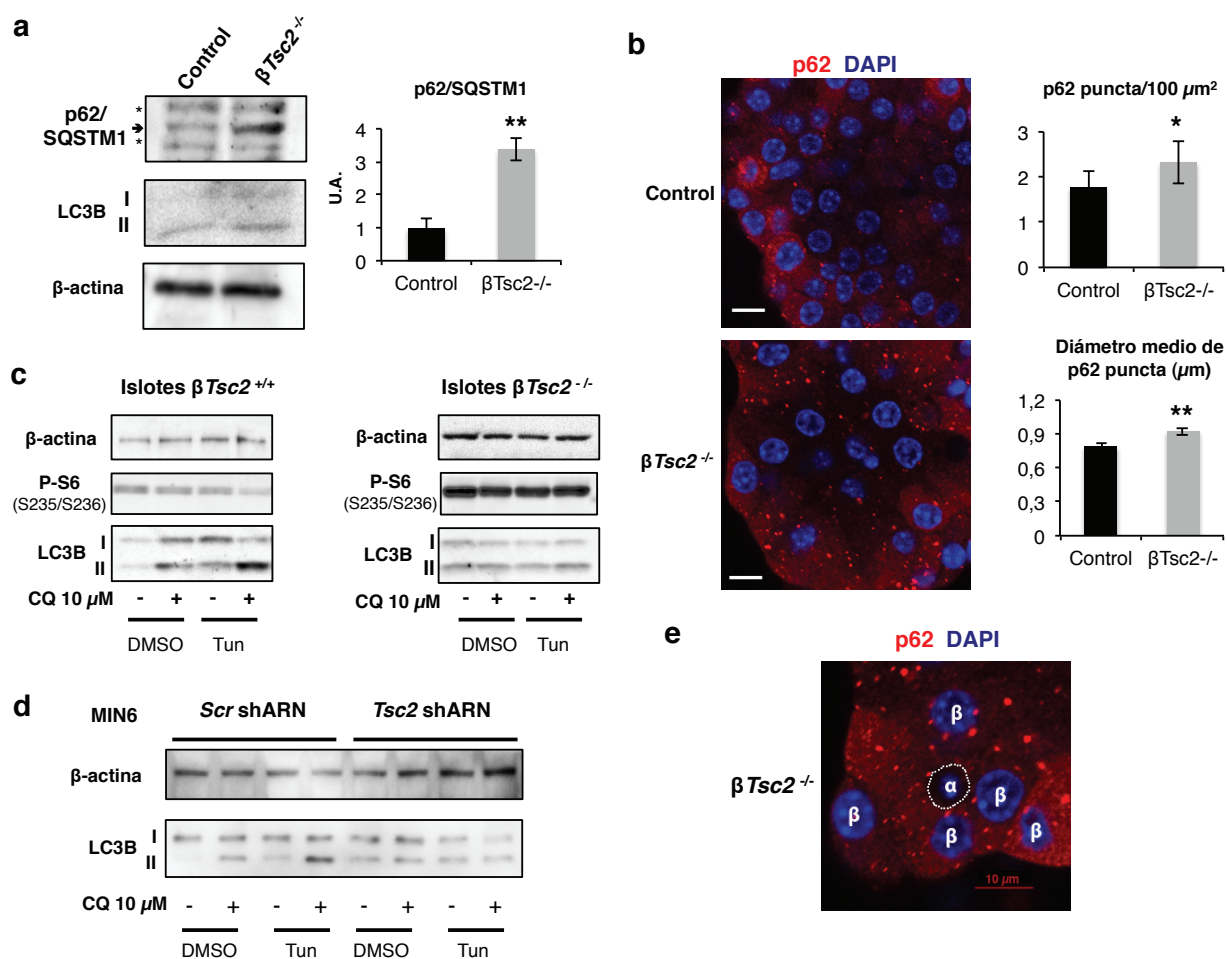 a
Control
βTsc2-/-
p62/
SQSTM1
*
*
LC3B
I
II
β-actina
p62/SQSTM1
U.A.
5
4
3
2
1
0
**
Control
βTsc2-/-
b
p62 DAPI
Control
βTsc2-/-
p62 puncta/100 µm²
3
2
1
0
*
Control
βTsc2-/-
Diámetro medio de
p62 puncta (µm)
1,2
0,9
0,6
0,3
0
**
Control
βTsc2-/-
c
Islotes βTsc2+/+
β-actina
P-S6
(S235/S236)
LC3B
I
II
CQ 10 µM
- + - +
DMSO Tun
Islotes βTsc2-/-
β-actina
P-S6
(S235/S236)
LC3B
I
II
CQ 10 µM
- + - +
DMSO Tun
d
MIN6
Scr shARN
Tsc2 shARN
β-actina
LC3B
I
II
CQ 10 µM
- + - + - + - +
DMSO Tun DMSO Tun
e
p62 DAPI
βTsc2-/-
β
α
β
β
β
β
10 µm